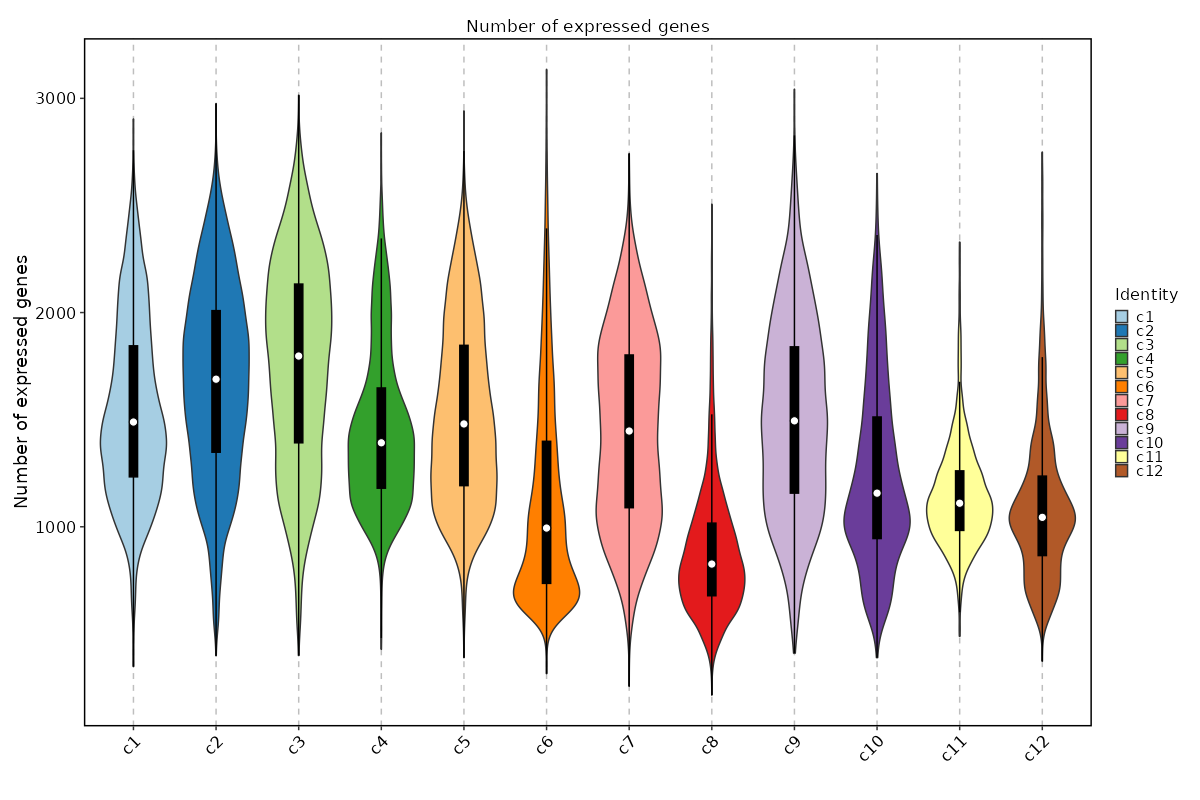 Number of expressed genes
Number of expressed genes
3000
2000
1000
c1
c2
c3
c4
c5
c6
c7
c8
c9
c10
c11
c12
Identity
c1
c2
c3
c4
c5
c6
c7
c8
c9
c10
c11
c12